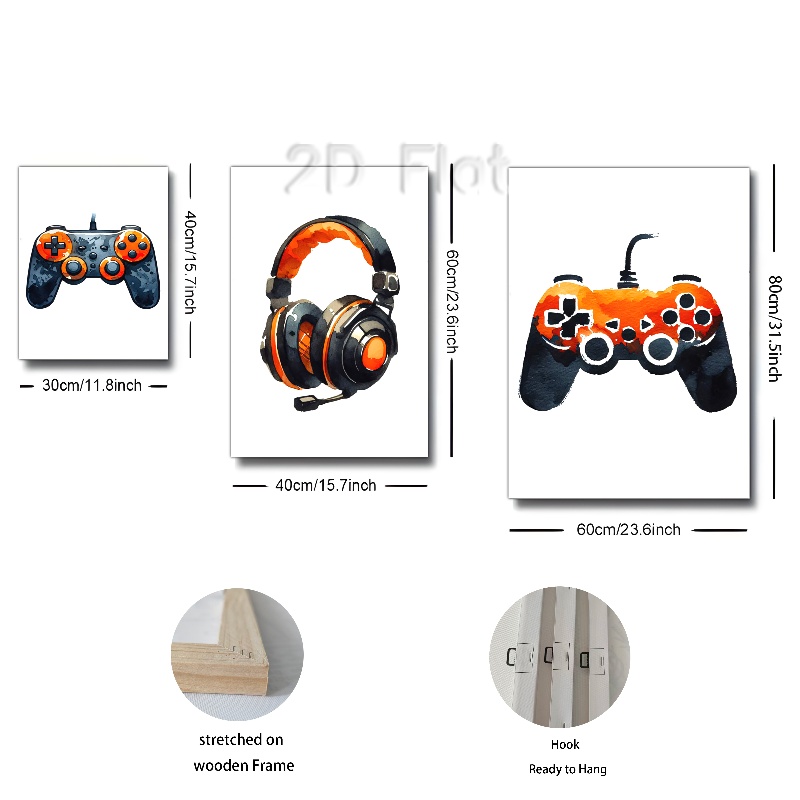 2D Flat
40cm/15.7inch
30cm/11.8inch
60cm/23.6inch
40cm/15.7inch
80cm/31.5inch
60cm/23.6inch
stretched on
wooden Frame
Hook
Ready to Hang